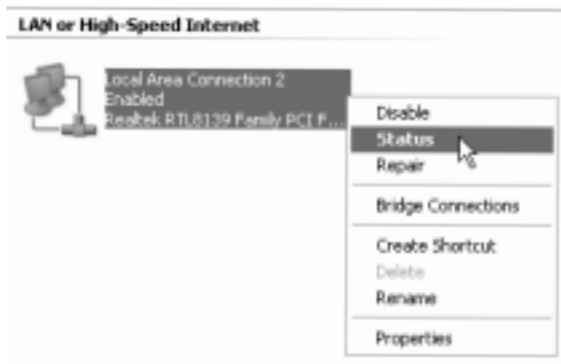 LAN or High-Speed Internet
Local Area Connection 2
Enabled
Realtek RTL8139 Family PCI F...
Disable
Status
Repair
Bridge Connections
Create Shortcut
Delete
Rename
Properties